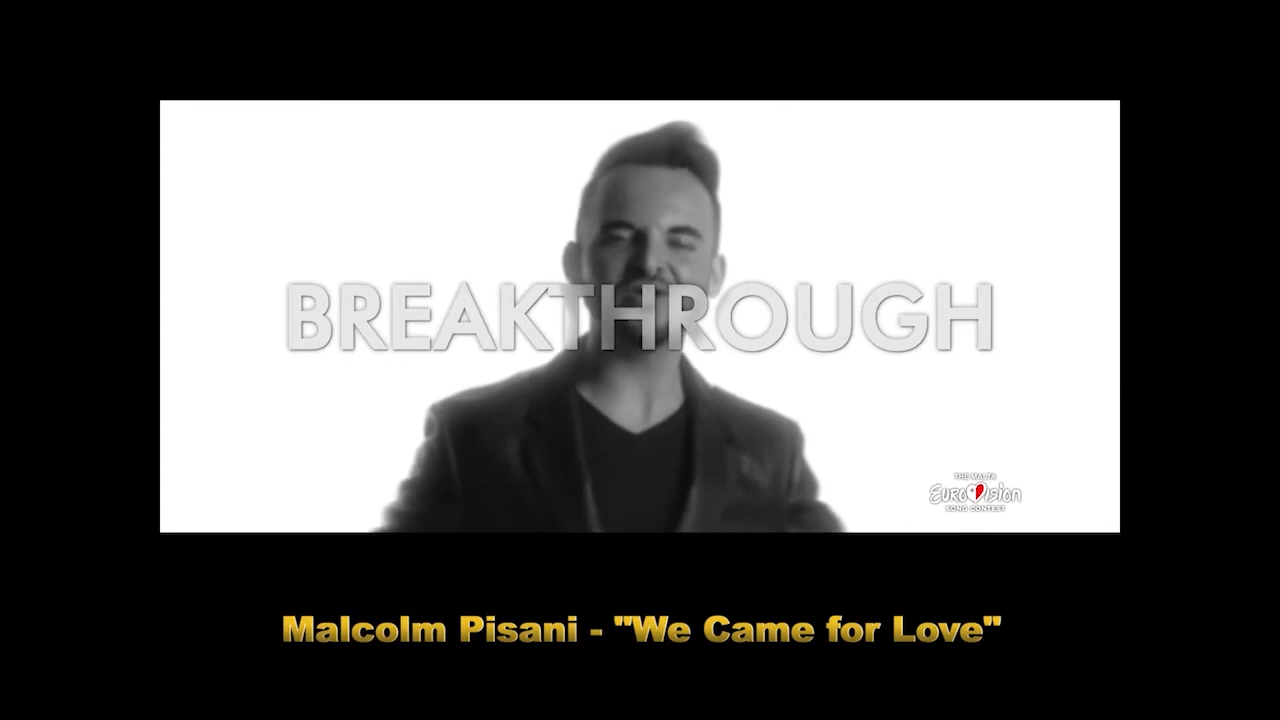 BREAKTHROUGH
THE MALTA
EUROVISION
SONG CONTEST
Malcolm Pisani - "We Came for Love"